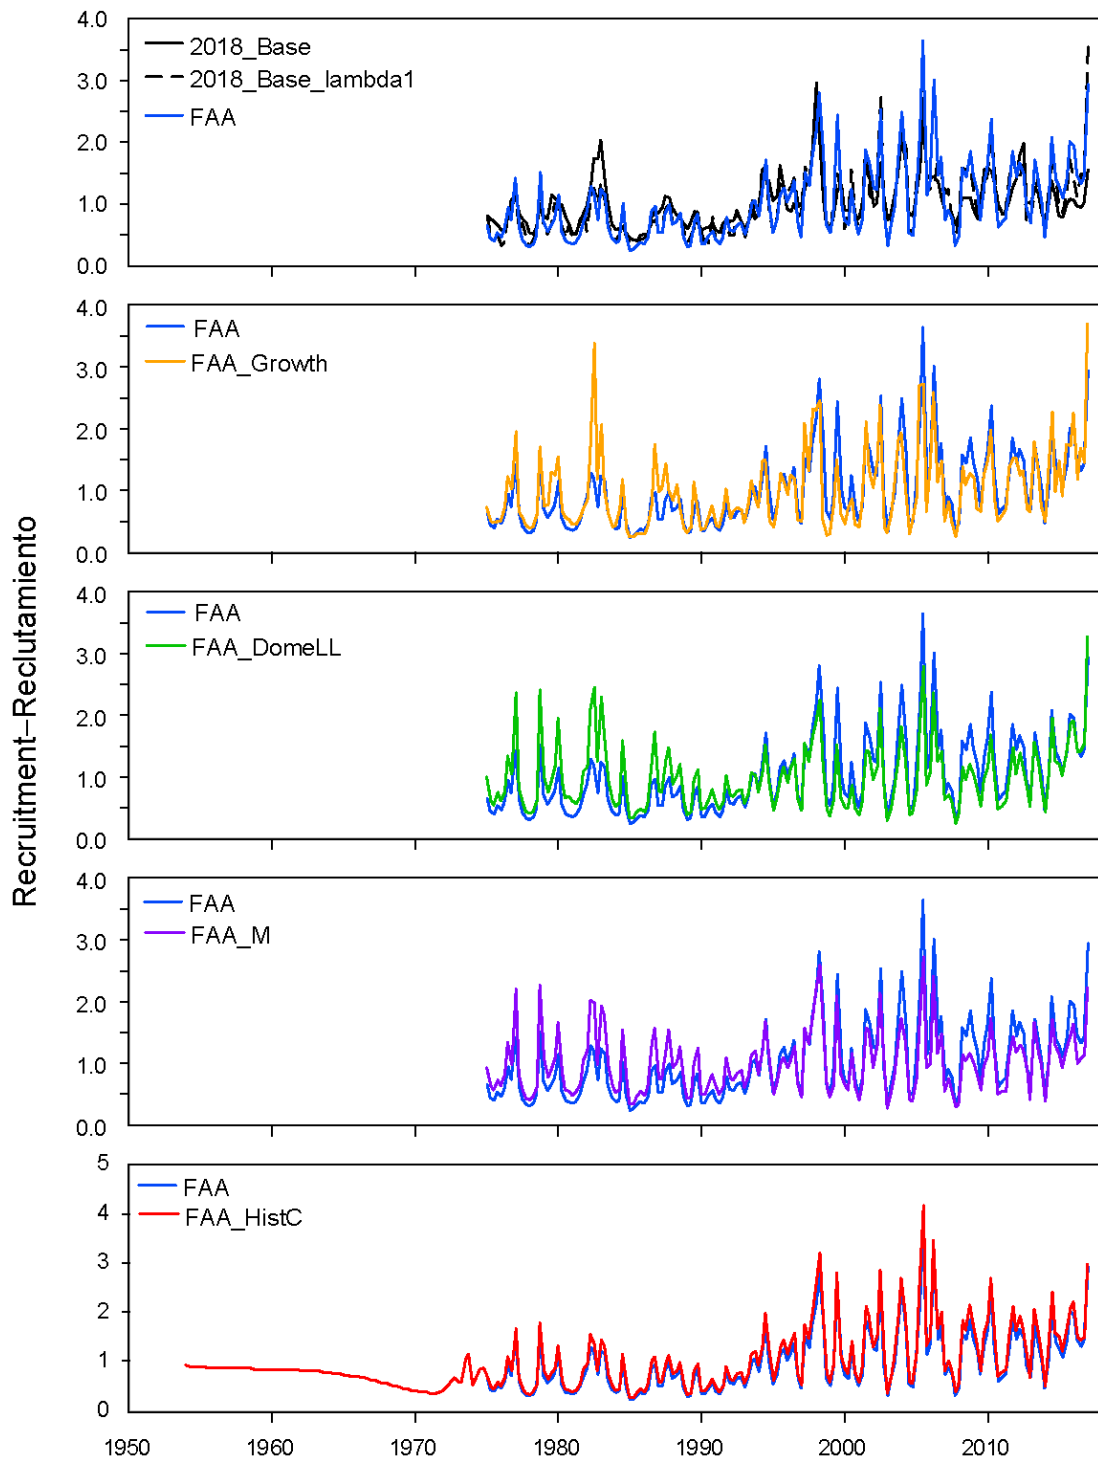 Recruitment–Reclutamiento
4.0
3.0
2.0
1.0
0.0
2018_Base
2018_Base_lambda1
FAA
4.0
3.0
2.0
1.0
0.0
FAA
FAA_Growth
4.0
3.0
2.0
1.0
0.0
FAA
FAA_DomeLL
4.0
3.0
2.0
1.0
0.0
FAA
FAA_M
5
4
3
2
1
0
FAA
FAA_HistC
1950 1960 1970 1980 1990 2000 2010